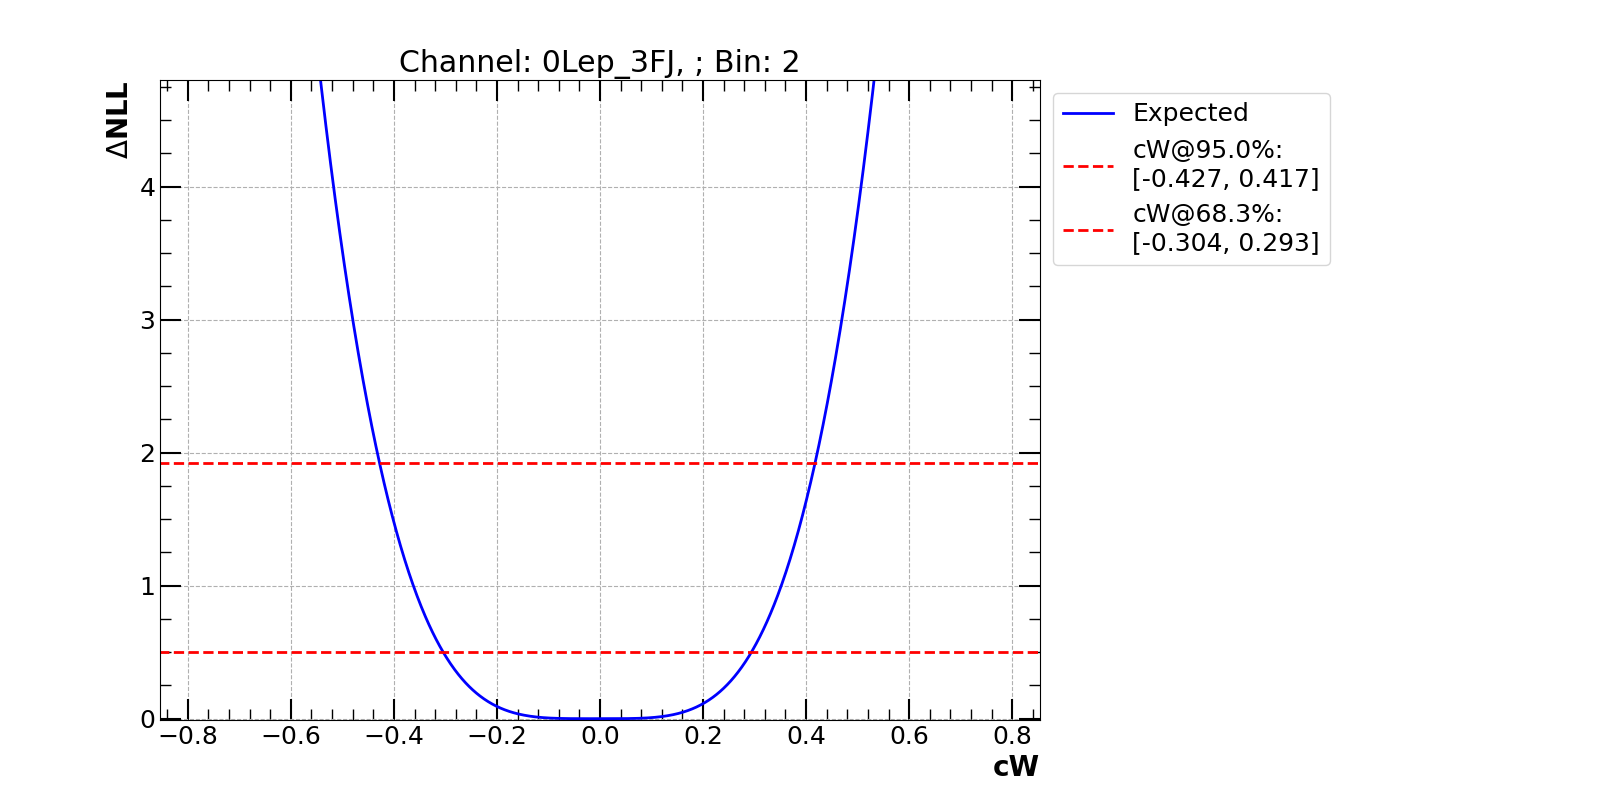 Channel: 0Lep_3FJ, ; Bin: 2
ΔNLL
4
3
2
1
0
−0.8 −0.6 −0.4 −0.2 0.0 0.2 0.4 0.6 0.8
cW
Expected
cW@95.0%:
[-0.427, 0.417]
cW@68.3%:
[-0.304, 0.293]